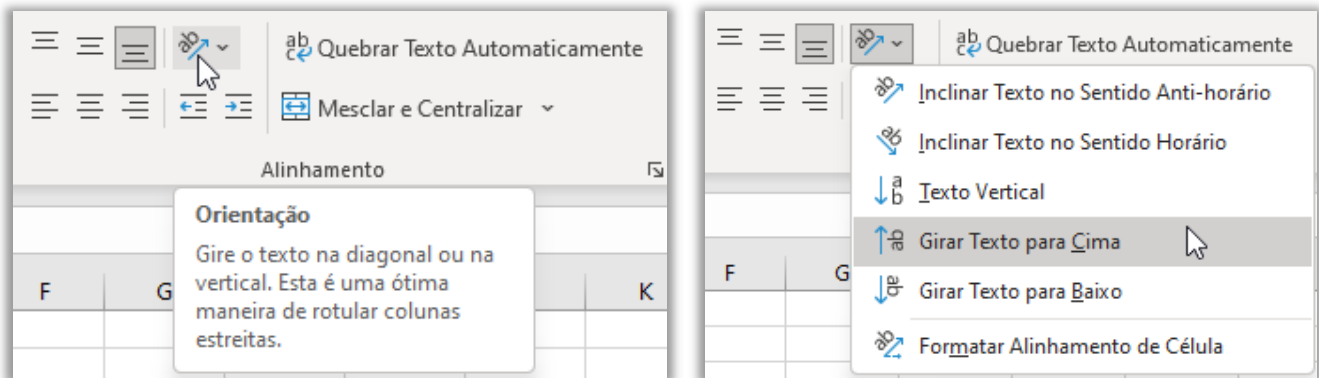 Quebrar Texto Automaticamente
Mesclar e Centralizar
Alinhamento
Orientação
Gire o texto na diagonal ou na
vertical. Esta é uma ótima
maneira de rotular colunas
estreitas.
F G K
Quebrar Texto Automaticamente
Inclinar Texto no Sentido Anti-horário
Inclinar Texto no Sentido Horário
Texto Vertical
Girar Texto para Cima
Girar Texto para Baixo
Formatar Alinhamento de Célula
F G